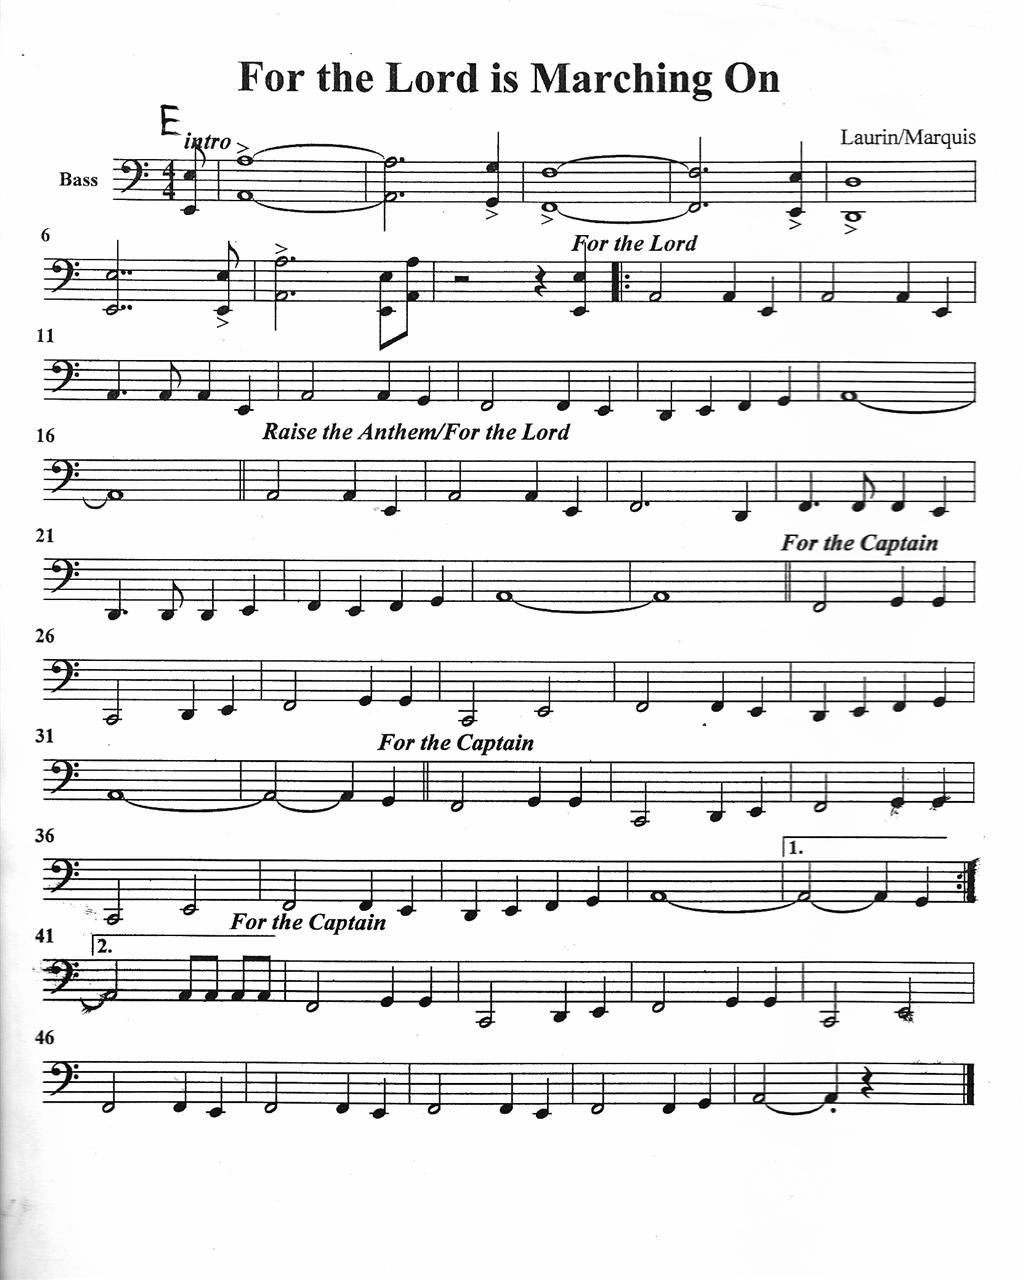 For the Lord is Marching On
E
intro
Laurin/Marquis
Bass
4
4
6
For the Lord
11
Raise the Anthem/For the Lord
16
21
For the Captain
26
31
For the Captain
36
1.
For the Captain
41
2.
46